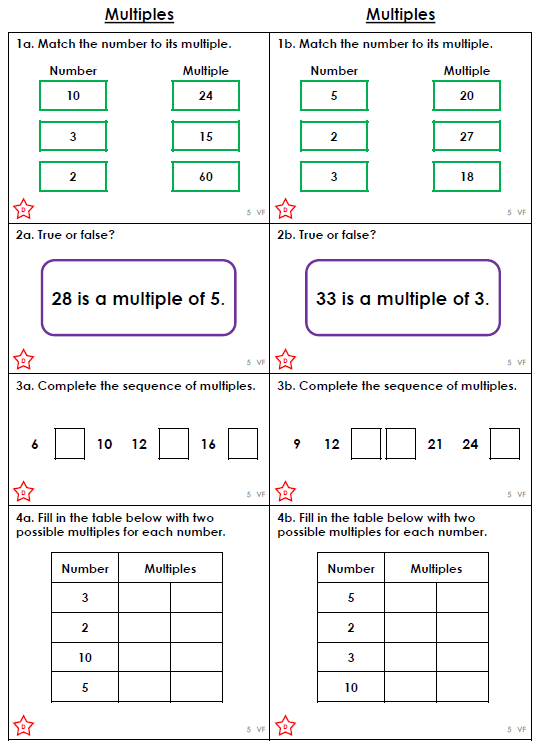 Multiples
Multiples
1a. Match the number to its multiple.
Number Multiple
10 24
3 15
2 60
D
5 VF
1b. Match the number to its multiple.
Number Multiple
5 20
2 27
3 18
D
5 VF
2a. True or false?
28 is a multiple of 5.
D
5 VF
2b. True or false?
33 is a multiple of 3.
D
5 VF
3a. Complete the sequence of multiples.
6 10 12 16
D
5 VF
3b. Complete the sequence of multiples.
9 12 21 24
D
5 VF
4a. Fill in the table below with two
possible multiples for each number.
Number Multiples
3
2
10
5
D
5 VF
4b. Fill in the table below with two
possible multiples for each number.
Number Multiples
5
2
3
10
D
5 VF